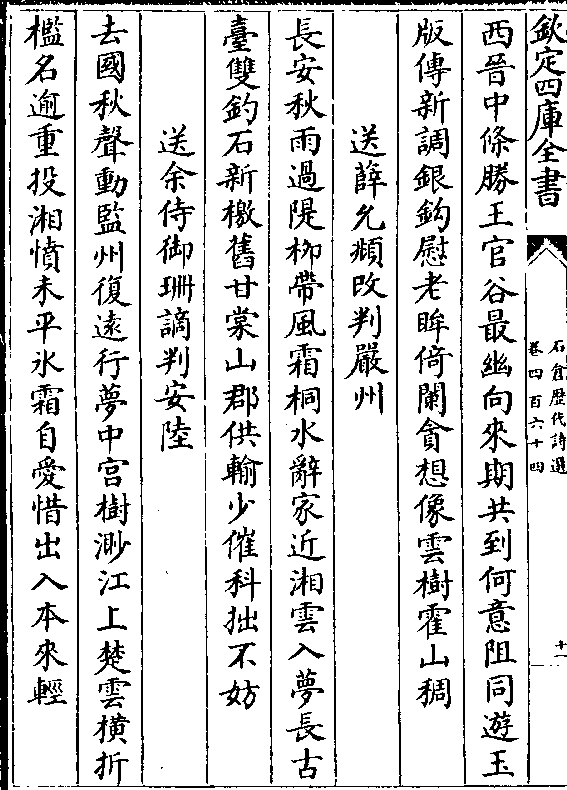 欽定四庫全書
石倉歴代詩選
卷四百六十四
十一
西晉中條勝王官谷最幽向來期共到何意阻同遊玉
版傳新調銀鈎慰老眸倚闌貪想像雲樹霍山稠
送薛允頫改判嚴州
長安秋雨過隄柳帶風霜桐水辭家近湘雲入夢長古
臺雙釣石新檄舊甘棠山郡供輸少催科拙不妨
送余侍御珊謫判安陸
去國秋聲動監州復遠行夢中宫樹渺江上楚雲横折
檻名逾重投湘憤未平氷霜自愛惜出入本來輕